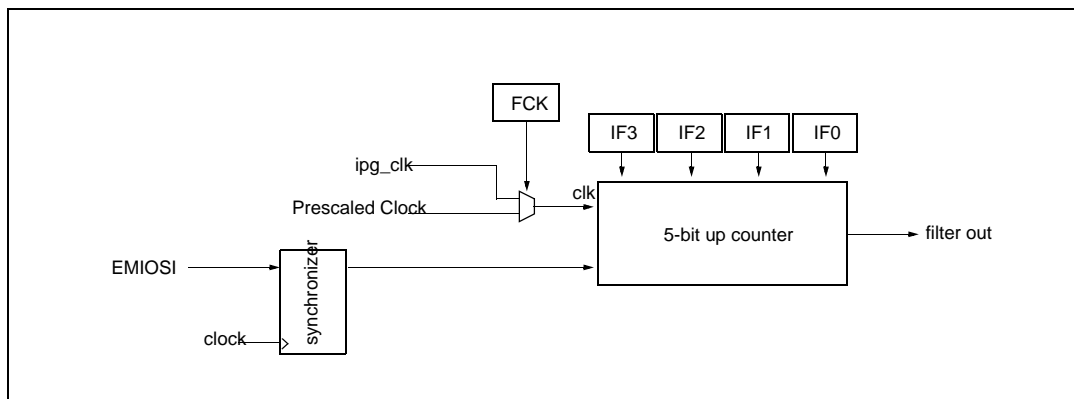 FCK
IF3 IF2 IF1 IF0
ipg_clk
clk
Prescaled Clock
5-bit up counter
filter out
EMIOSI
synchronizer
clock